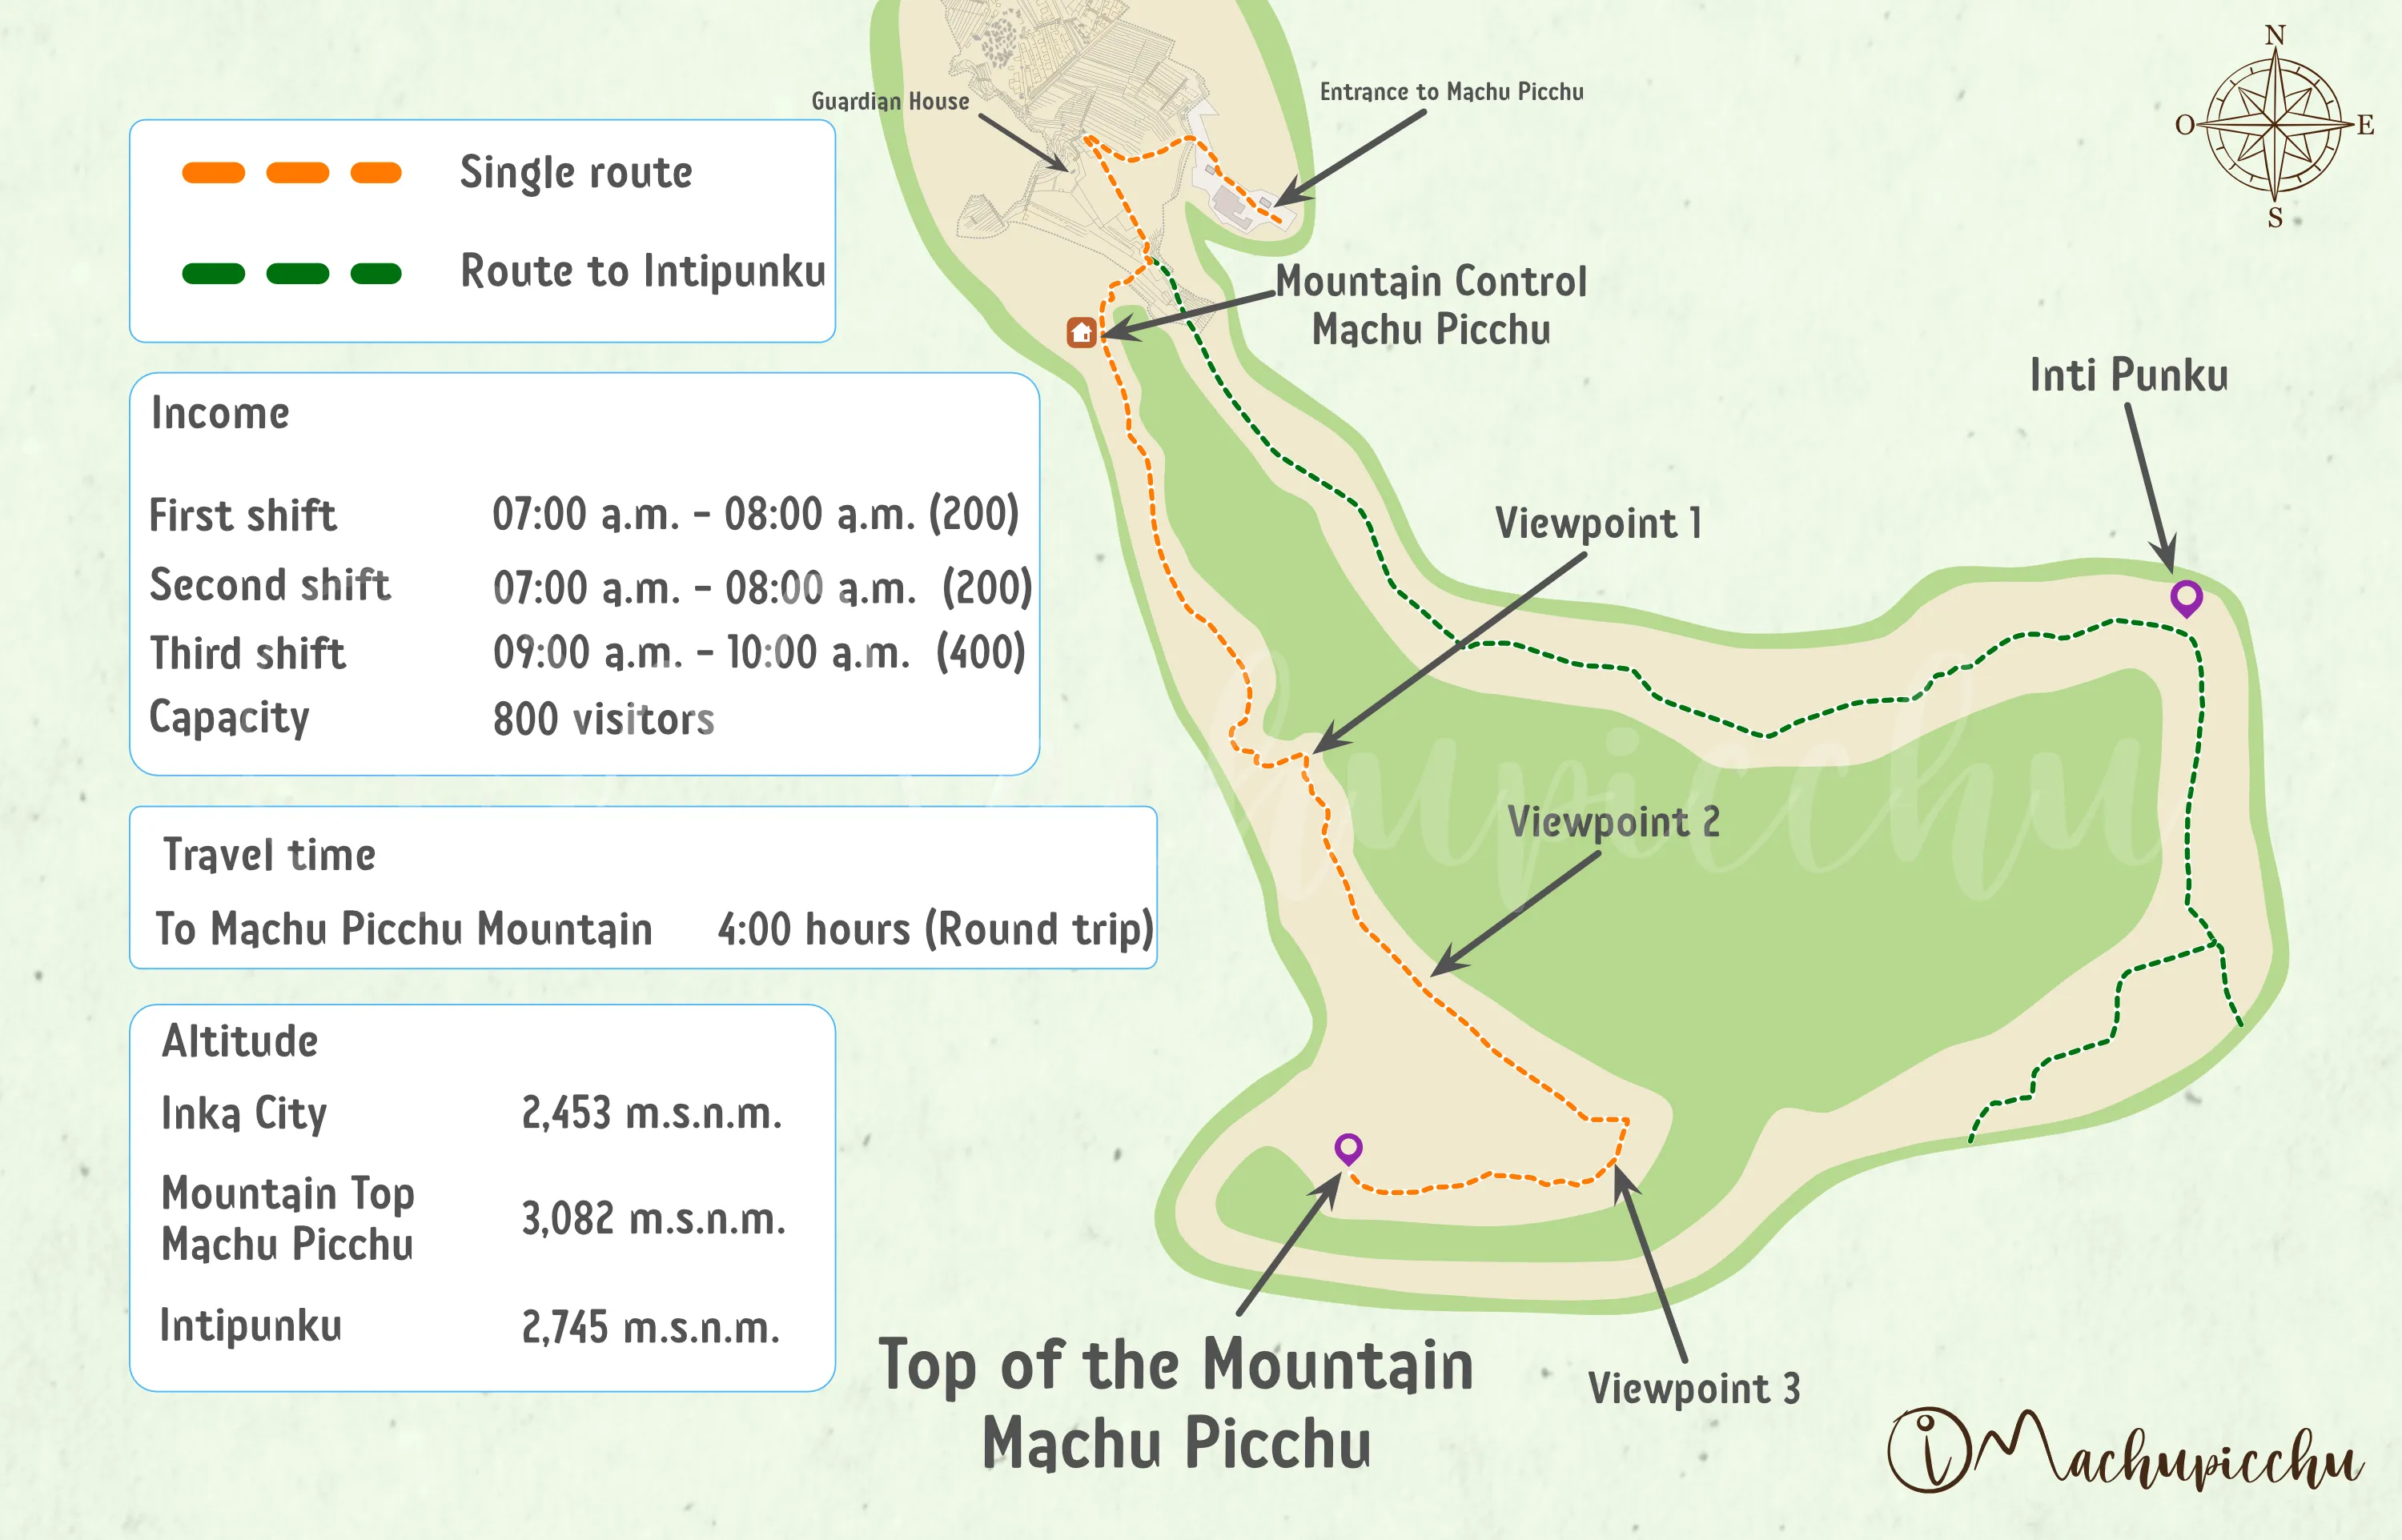 Guardian House
Entrance to Machu Picchu
N
O
E
S
Single route
Route to Intipunku
Mountain Control
Machu Picchu
Inti Punku
Income
First shift 07:00 a.m. - 08:00 a.m. (200)
Second shift 07:00 a.m. - 08:00 a.m. (200)
Third shift 09:00 a.m. - 10:00 a.m. (400)
Capacity 800 visitors
Viewpoint 1
Viewpoint 2
Travel time
To Machu Picchu Mountain 4:00 hours (Round trip)
Altitude
Inka City 2,453 m.s.n.m.
Mountain Top
Machu Picchu 3,082 m.s.n.m.
Intipunku 2,745 m.s.n.m.
Top of the Mountain
Machu Picchu
Viewpoint 3
i Machupicchu